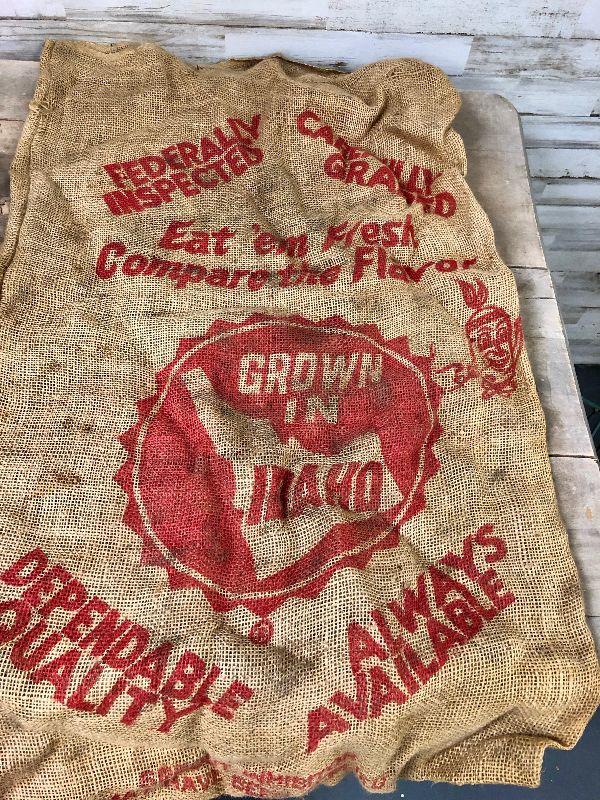 FEDERALLY
INSPECTED
CAREFULLY
GRADED
Eat 'em Fresh
Compare the Flavor
GROWN
IN
IDAHO
®
DEPENDABLE
QUALITY
ALWAYS
AVAILABLE